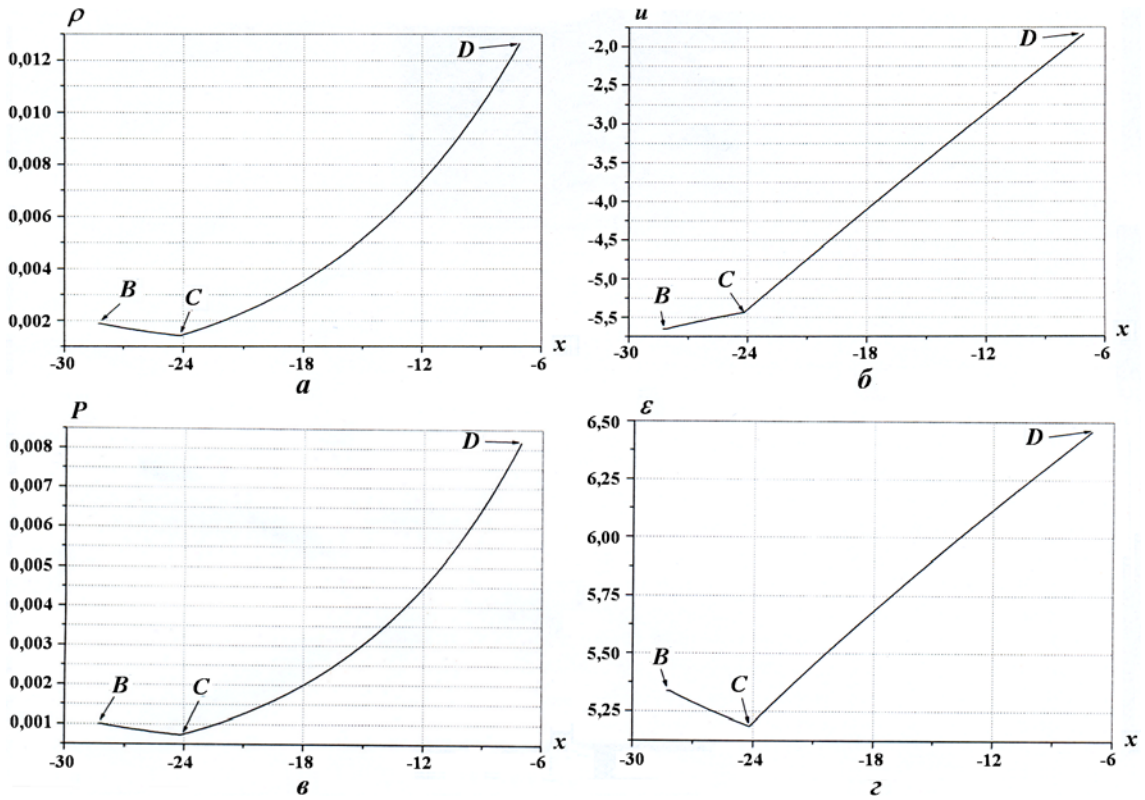 ρ
0,012
0,010
0,008
0,006
0,004
0,002
D
B
C
-30 -24 -18 -12 -6
x
а
u
-2,0
-2,5
-3,0
-3,5
-4,0
-4,5
-5,0
-5,5
D
C
B
-30 -24 -18 -12 -6
x
б
P
0,008
0,007
0,006
0,005
0,004
0,003
0,002
0,001
D
B
C
-30 -24 -18 -12 -6
x
в
ε
6,50
6,25
6,00
5,75
5,50
5,25
D
B
C
-30 -24 -18 -12 -6
x
г